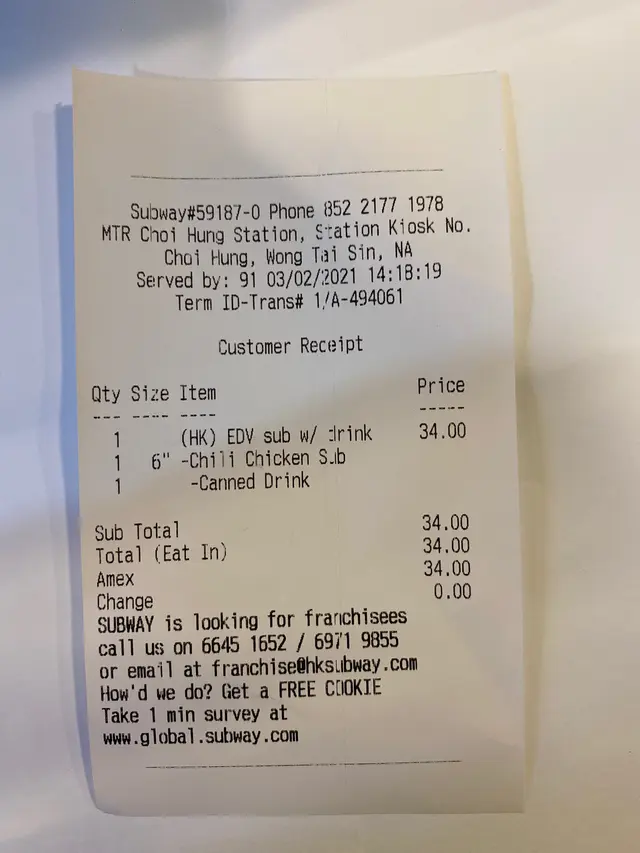 Subway#59187-0 Phone 852 2177 1978
MTR Choi Hung Station, Station Kiosk No.
Choi Hung, Wong Tai Sin, NA
Served by: 91 03/02/2021 14:18:19
Term ID-Trans# 1/A-494061
Customer Receipt
Qty Size Item Price
--- ---- ---- -----
1 (HK) EDV sub w/ drink 34.00
1 6" -Chili Chicken Sub
1 -Canned Drink
Sub Total 34.00
Total (Eat In) 34.00
Amex 34.00
Change 0.00
SUBWAY is looking for franchisees
call us on 6645 1652 / 6971 9855
or email at franchise@hksubway.com
How'd we do? Get a FREE COOKIE
Take 1 min survey at
www.global.subway.com